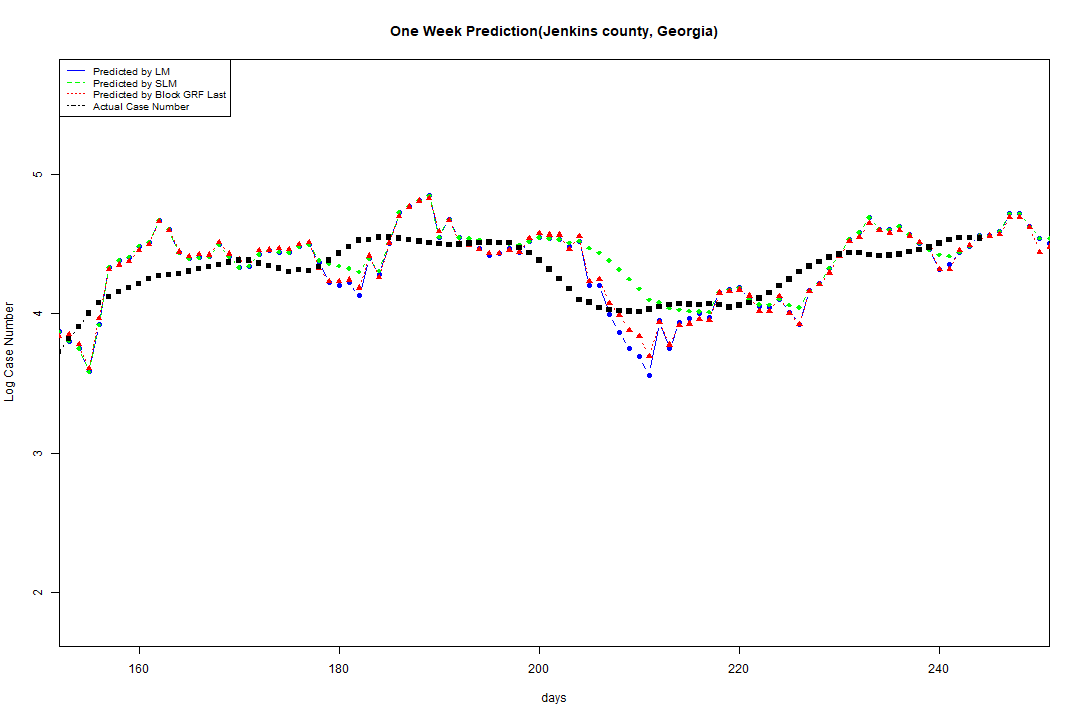 One Week Prediction(Jenkins county, Georgia)
Predicted by LM
Predicted by SLM
Predicted by Block GRF Last
Actual Case Number
5
4
3
2
Log Case Number
160 180 200 220 240
days